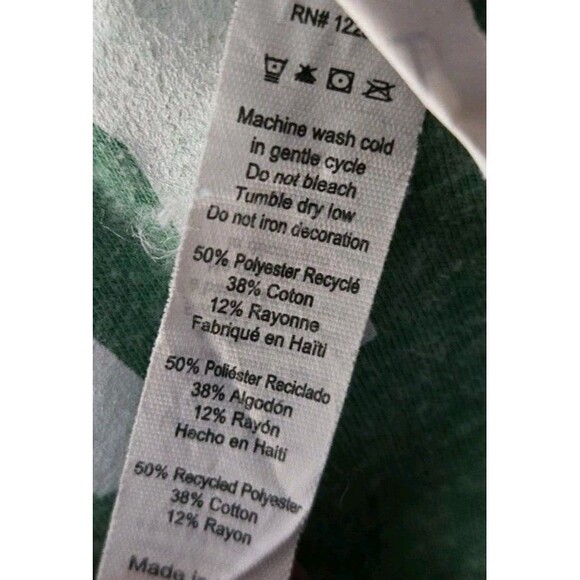 RN# 122
Machine wash cold
in gentle cycle
Do not bleach
Tumble dry low
Do not iron decoration
50% Polyester Recyclé
38% Coton
12% Rayonne
Fabriqué en Haïti
50% Poliéster Reciclado
38% Algodón
12% Rayón
Hecho en Haiti
50% Recycled Polyester
38% Cotton
12% Rayon
Made